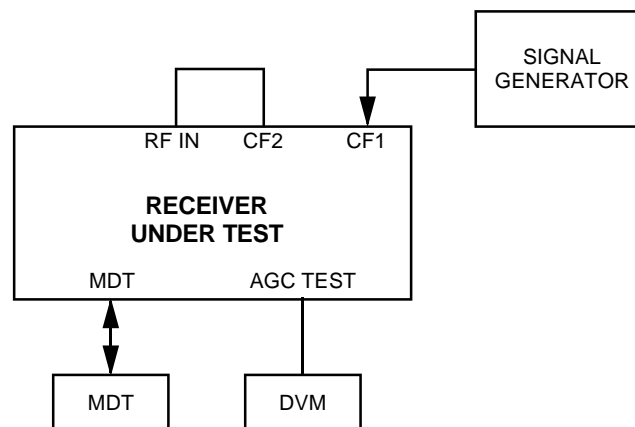 SIGNAL
GENERATOR
RF IN CF2 CF1
RECEIVER
UNDER TEST
MDT AGC TEST
MDT DVM